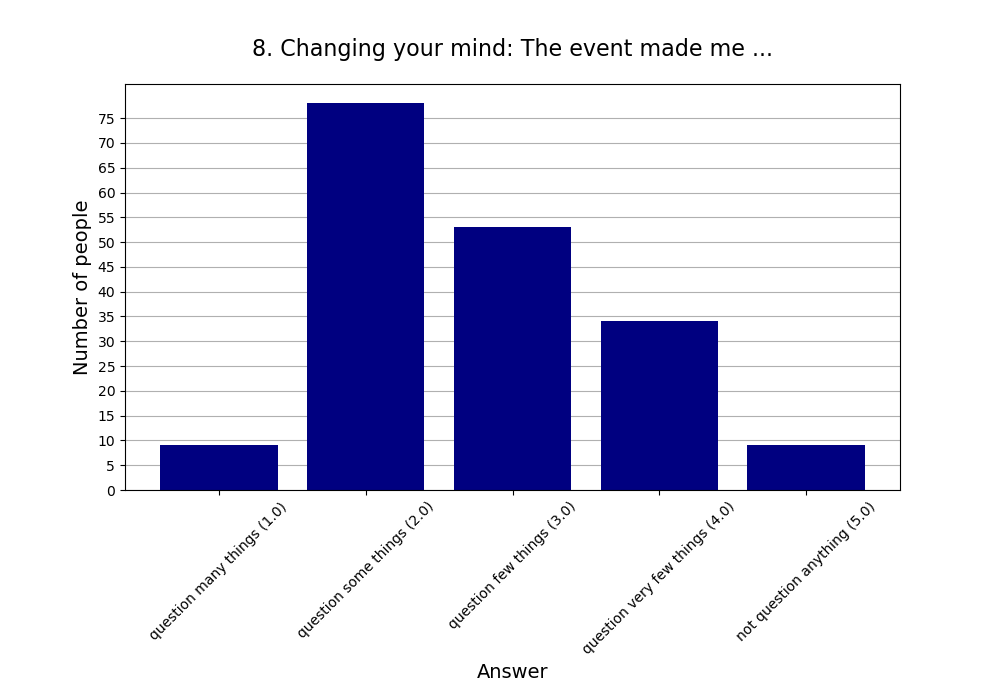 8. Changing your mind: The event made me ...
Number of people
75
70
65
60
55
50
45
40
35
30
25
20
15
10
5
0
question many things (1.0)
question some things (2.0)
question few things (3.0)
question very few things (4.0)
not question anything (5.0)
Answer